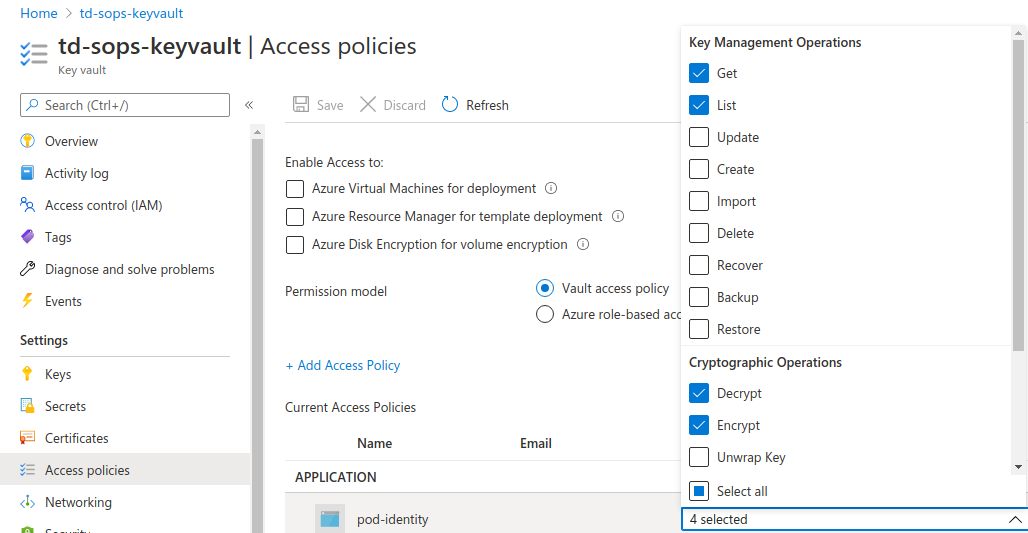 Home > td-sops-keyvault
td-sops-keyvault | Access policies
Key vault
Search (Ctrl+/)
«
Overview
Activity log
Access control (IAM)
Tags
Diagnose and solve problems
Events
Settings
Keys
Secrets
Certificates
Access policies
Networking
Security
Save Discard Refresh
Enable Access to:
Azure Virtual Machines for deployment
Azure Resource Manager for template deployment
Azure Disk Encryption for volume encryption
Permission model
Vault access policy
Azure role-based acc
+ Add Access Policy
Current Access Policies
Name Email
APPLICATION
pod-identity
Key Management Operations
Get
List
Update
Create
Import
Delete
Recover
Backup
Restore
Cryptographic Operations
Decrypt
Encrypt
Unwrap Key
Select all
4 selected